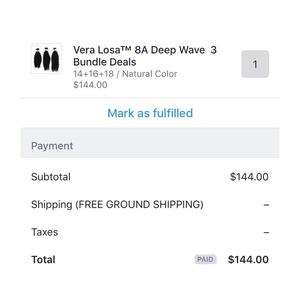 Vera Losa™ 8A Deep Wave 3
Bundle Deals
14+16+18 / Natural Color
$144.00
1
Mark as fulfilled
Payment
Subtotal $144.00
Shipping (FREE GROUND SHIPPING) –
Taxes –
Total PAID $144.00